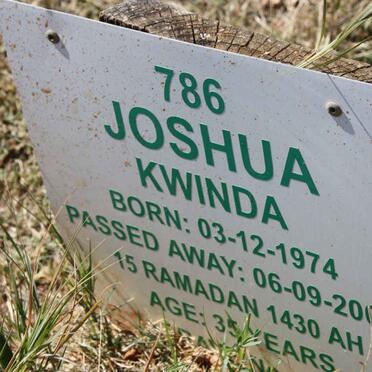 786
JOSHUA
KWINDA
BORN: 03-12-1974
PASSED AWAY: 06-09-200
15 RAMADAN 1430 AH
AGE: 35 YEARS